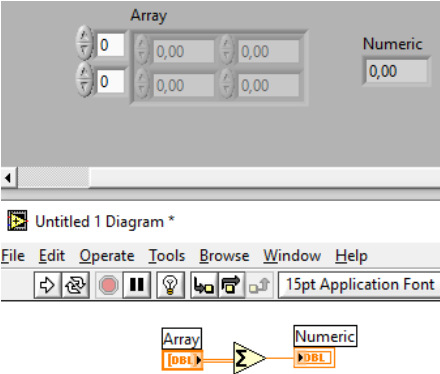 Array
0 0,00 0,00 Numeric
0 0,00 0,00 0,00
Untitled 1 Diagram *
File Edit Operate Tools Browse Window Help
15pt Application Font
Array Numeric
[DBL] Σ DBL